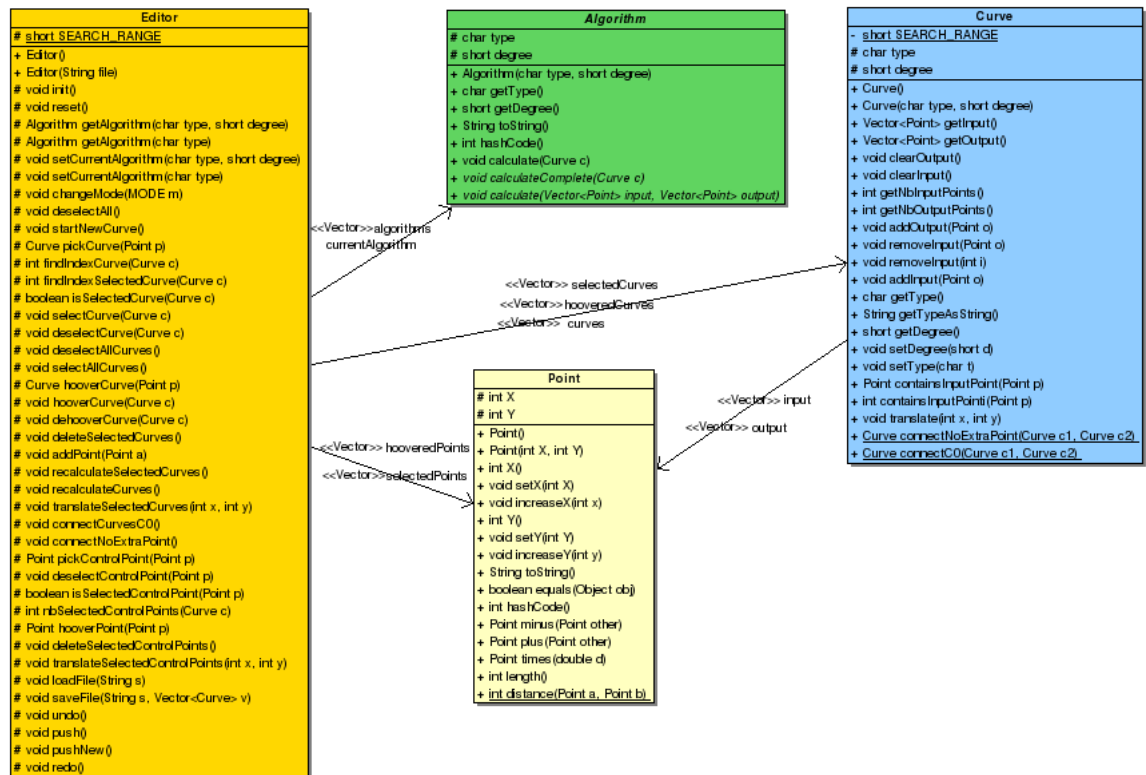 Editor
# short SEARCH_RANGE
+ Editor()
+ Editor(String file)
# void init()
# void reset()
# Algorithm getAlgorithm(char type, short degree)
# Algorithm getAlgorithm(char type)
# void setCurrentAlgorithm(char type, short degree)
# void setCurrentAlgorithm(char type)
# void changeMode(MODE m)
# void deselectAll()
# void startNewCurve()
# Curve pickCurve(Point p)
# int findIndexCurve(Curve c)
# int findIndexSelectedCurve(Curve c)
# boolean isSelectedCurve(Curve c)
# void selectCurve(Curve c)
# void deselectCurve(Curve c)
# void deselectAllCurves()
# void selectAllCurves()
# Curve hooverCurve(Point p)
# void hooverCurve(Curve c)
# void dehooverCurve(Curve c)
# void deleteSelectedCurves()
# void addPoint(Point a)
# void recalculateSelectedCurves()
# void recalculateCurves()
# void translateSelectedCurves(int x, int y)
# void connectCurvesC0()
# void connectNoExtraPoint()
# Point pickControlPoint(Point p)
# void deselectControlPoint(Point p)
# boolean isSelectedControlPoint(Point p)
# int nbSelectedControlPoints(Curve c)
# Point hooverPoint(Point p)
# void deleteSelectedControlPoints()
# void translateSelectedControlPoints(int x, int y)
# void loadFile(String s)
# void saveFile(String s, Vector<Curve> v)
# void undo()
# void push()
# void pushNew()
# void redo()
Algorithm
# char type
# short degree
+ Algorithm(char type, short degree)
+ char getType()
+ short getDegree()
+ String toString()
+ int hashCode()
+ void calculate(Curve c)
+ void calculateComplete(Curve c)
+ void calculate(Vector<Point> input, Vector<Point> output)
<<Vector>>algorithms
currentAlgorithm
<<Vector>> selectedCurves
<<Vector>> hooveredCurves
<<Vector>> curves
<<Vector>> hooveredPoints
<<Vector>>selectedPoints
Point
# int X
# int Y
+ Point()
+ Point(int X, int Y)
+ int X()
+ void setX(int X)
+ void increaseX(int x)
+ int Y()
+ void setY(int Y)
+ void increaseY(int y)
+ String toString()
+ boolean equals(Object obj)
+ int hashCode()
+ Point minus(Point other)
+ Point plus(Point other)
+ Point times(double d)
+ int length()
+ int distance(Point a, Point b)
<<Vector>> input
<<Vector>> output
Curve
- short SEARCH_RANGE
# char type
# short degree
+ Curve()
+ Curve(char type, short degree)
+ Vector<Point> getInput()
+ Vector<Point> getOutput()
+ void clearOutput()
+ void clearInput()
+ int getNbInputPoints()
+ int getNbOutputPoints()
+ void addOutput(Point o)
+ void removeInput(Point o)
+ void removeInput(int i)
+ void addInput(Point o)
+ char getType()
+ String getTypeAsString()
+ short getDegree()
+ void setDegree(short d)
+ void setType(char t)
+ Point containsInputPoint(Point p)
+ int containsInputPointi(Point p)
+ void translate(int x, int y)
+ Curve connectNoExtraPoint(Curve c1, Curve c2)
+ Curve connectC0(Curve c1, Curve c2)